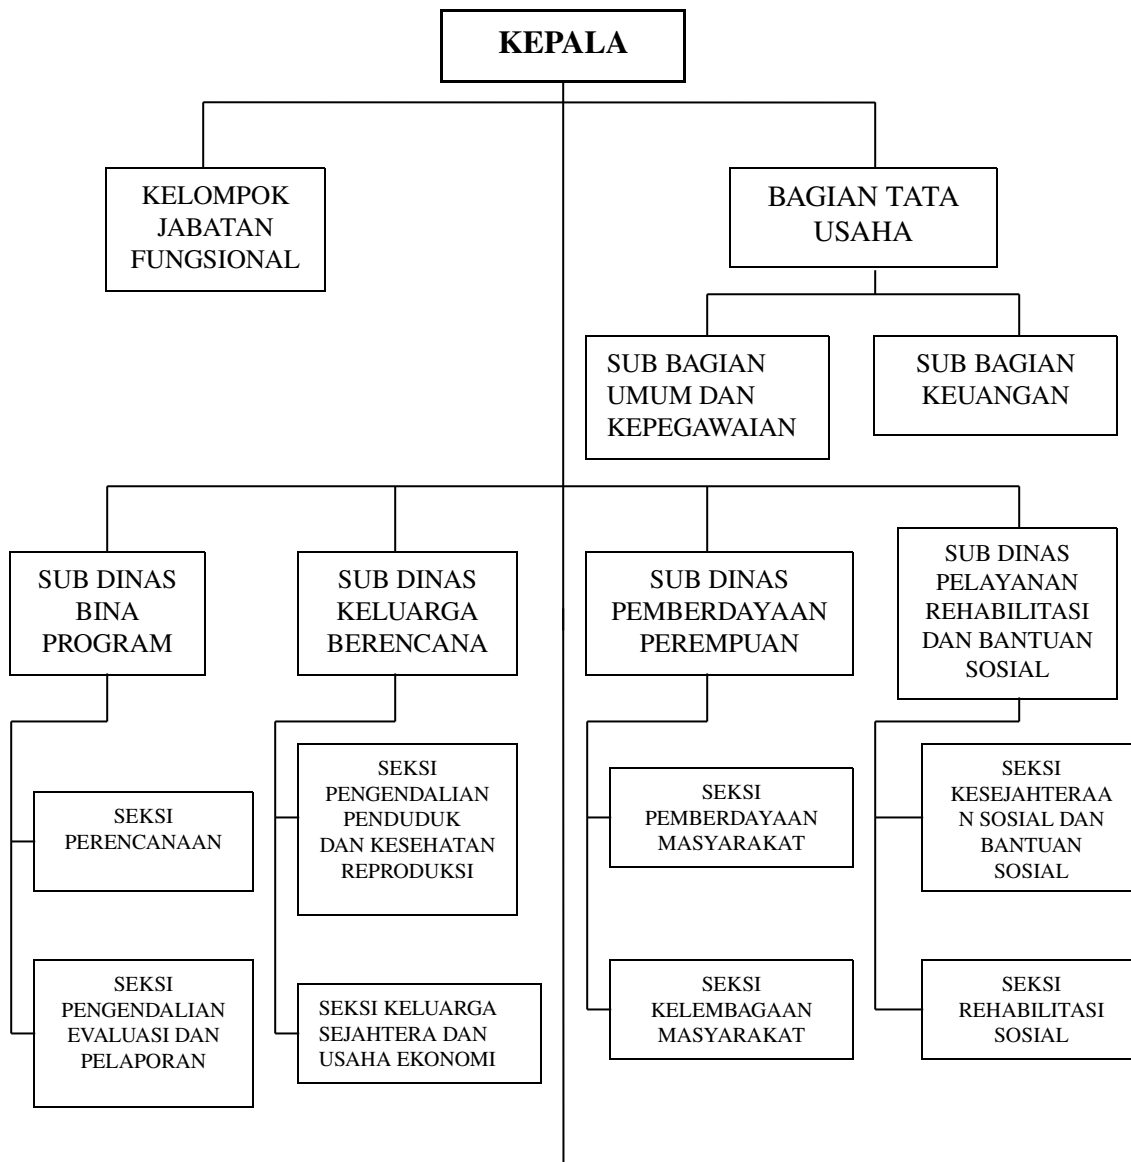 KEPALA
KELOMPOK
JABATAN
FUNGSIONAL
BAGIAN TATA
USAHA
SUB BAGIAN
UMUM DAN
KEPEGAWAIAN
SUB BAGIAN
KEUANGAN
SUB DINAS
BINA
PROGRAM
SUB DINAS
KELUARGA
BERENCANA
SUB DINAS
PEMBERDAYAAN
PEREMPUAN
SUB DINAS
PELAYANAN
REHABILITASI
DAN BANTUAN
SOSIAL
SEKSI
PERENCANAAN
SEKSI
PENGENDALIAN
PENDUDUK
DAN KESEHATAN
REPRODUKSI
SEKSI
PEMBERDAYAAN
MASYARAKAT
SEKSI
KESEJAHTERAA
N SOSIAL DAN
BANTUAN
SOSIAL
SEKSI
PENGENDALIAN
EVALUASI DAN
PELAPORAN
SEKSI KELUARGA
SEJAHTERA DAN
USAHA EKONOMI
SEKSI
KELEMBAGAAN
MASYARAKAT
SEKSI
REHABILITASI
SOSIAL